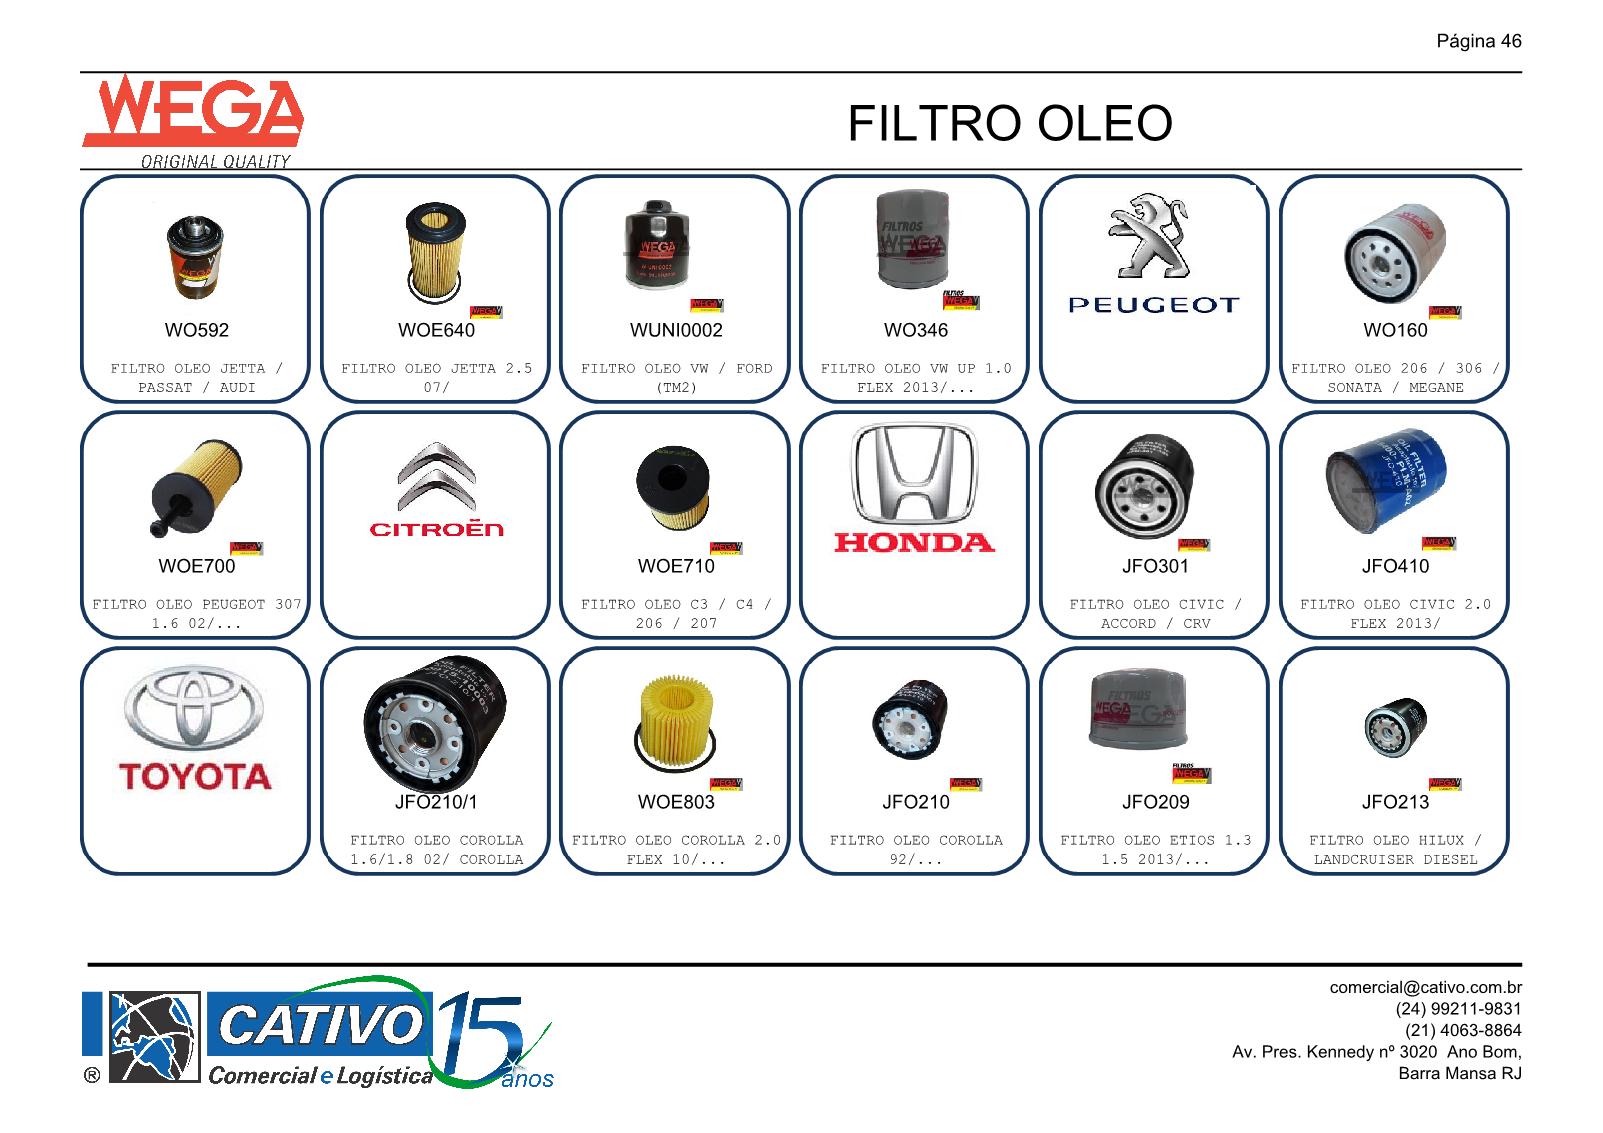 Página 46
WEGA
ORIGINAL QUALITY
FILTRO OLEO
WO592
FILTRO OLEO JETTA /
PASSAT / AUDI
WOE640
FILTRO OLEO JETTA 2.5
07/
WEGA
WUNI0002
FILTRO OLEO VW / FORD
(TM2)
FILTROS
WEGA
WO346
FILTRO OLEO VW UP 1.0
FLEX 2013/...
PEUGEOT
WO160
FILTRO OLEO 206 / 306 /
SONATA / MEGANE
WOE700
FILTRO OLEO PEUGEOT 307
1.6 02/...
CITROËN
WOE710
FILTRO OLEO C3 / C4 /
206 / 207
HONDA
JFO301
FILTRO OLEO CIVIC /
ACCORD / CRV
OIL FILTER
JFO410
FILTRO OLEO CIVIC 2.0
FLEX 2013/
TOYOTA
JFO210/1
FILTRO OLEO COROLLA
1.6/1.8 02/ COROLLA
WOE803
FILTRO OLEO COROLLA 2.0
FLEX 10/...
JFO210
FILTRO OLEO COROLLA
92/...
FILTROS
WEGA
JFO209
FILTRO OLEO ETIOS 1.3
1.5 2013/...
JFO213
FILTRO OLEO HILUX /
LANDCRUISER DIESEL
CATIVO 15 anos
® Comercial e Logística
comercial@cativo.com.br
(24) 99211-9831
(21) 4063-8864
Av. Pres. Kennedy nº 3020 Ano Bom,
Barra Mansa RJ